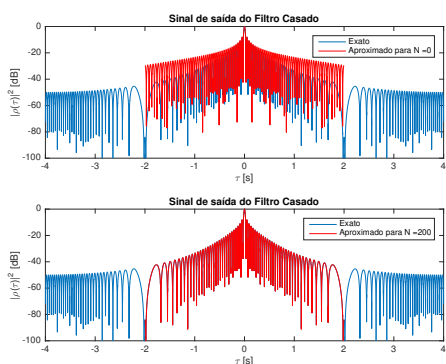 Sinal de saída do Filtro Casado
0
-20
-40
-60
-80
-100
|ρ(τ)|² [dB]
Exato
Aproximado para N =0
-4 -3 -2 -1 0 1 2 3 4
τ [s]
Sinal de saída do Filtro Casado
0
-20
-40
-60
-80
-100
|ρ(τ)|² [dB]
Exato
Aproximado para N =200
-4 -3 -2 -1 0 1 2 3 4
τ [s]